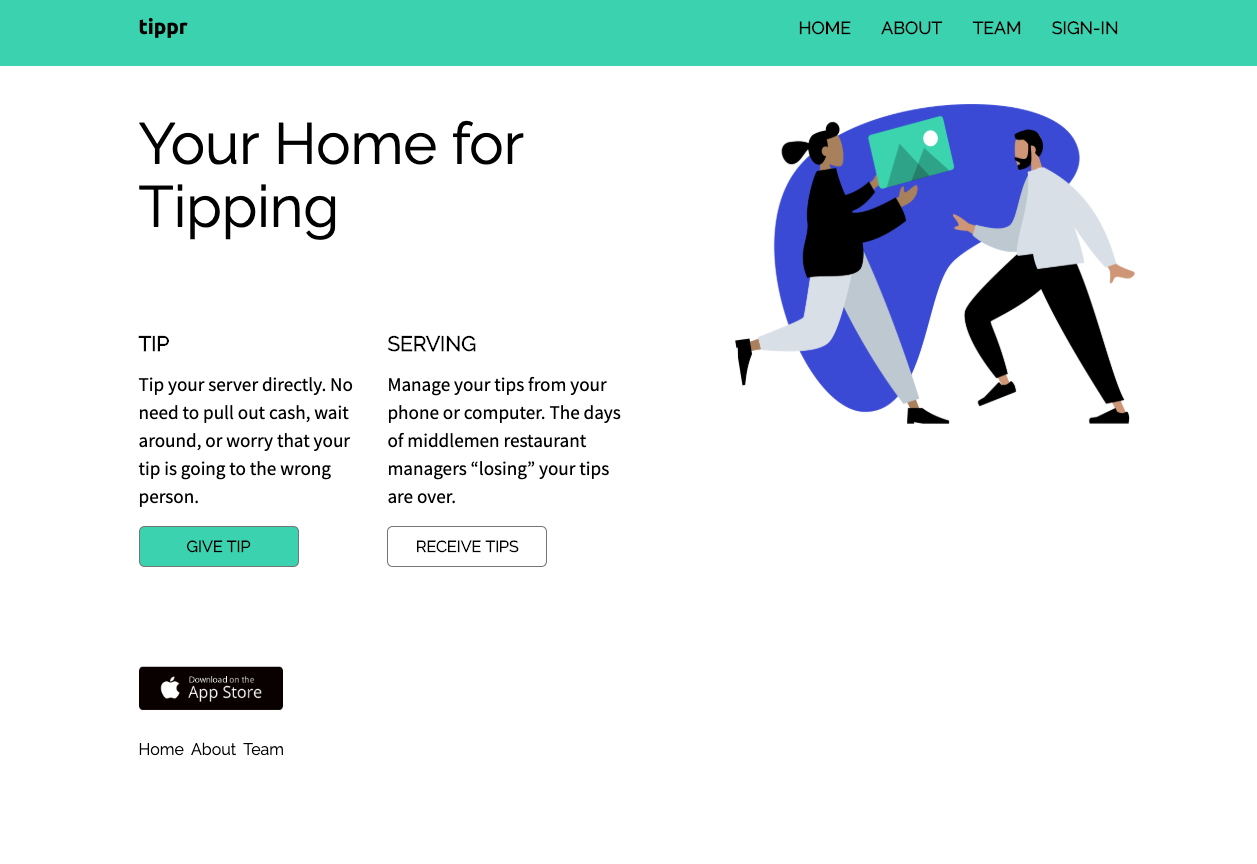 tippr
HOME ABOUT TEAM SIGN-IN
Your Home for
Tipping
TIP
Tip your server directly. No
need to pull out cash, wait
around, or worry that your
tip is going to the wrong
person.
GIVE TIP
SERVING
Manage your tips from your
phone or computer. The days
of middlemen restaurant
managers “losing” your tips
are over.
RECEIVE TIPS
Download on the
App Store
Home About Team